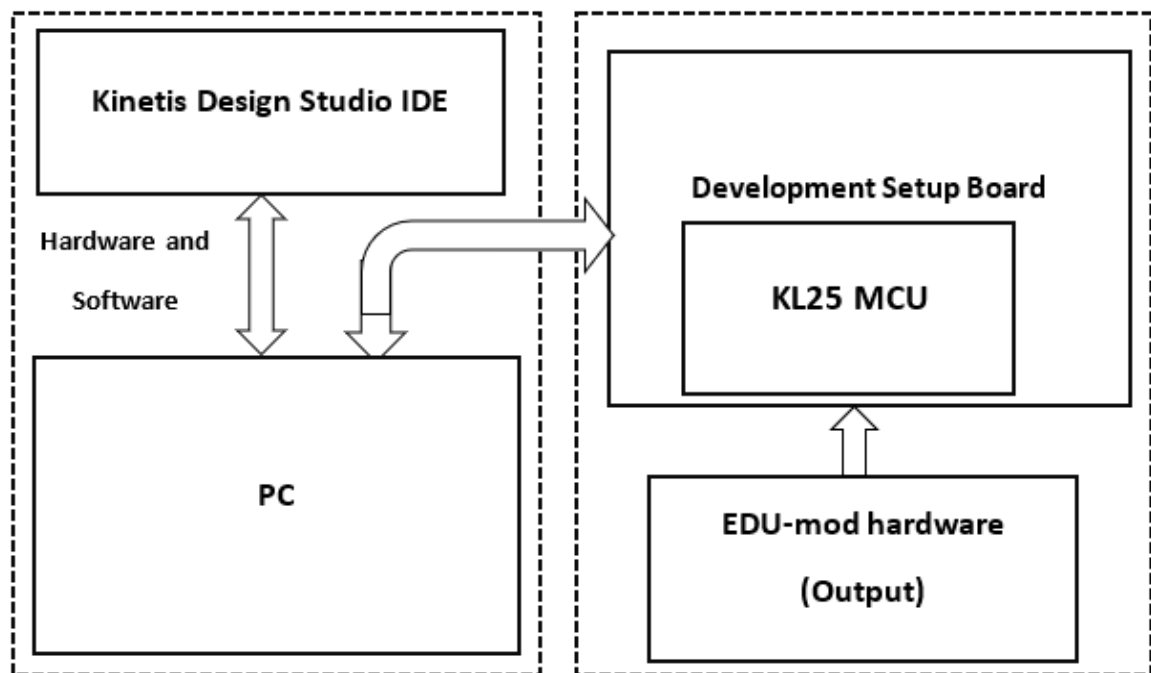 Kinetis Design Studio IDE
Hardware and
Software
PC
Development Setup Board
KL25 MCU
EDU-mod hardware
(Output)